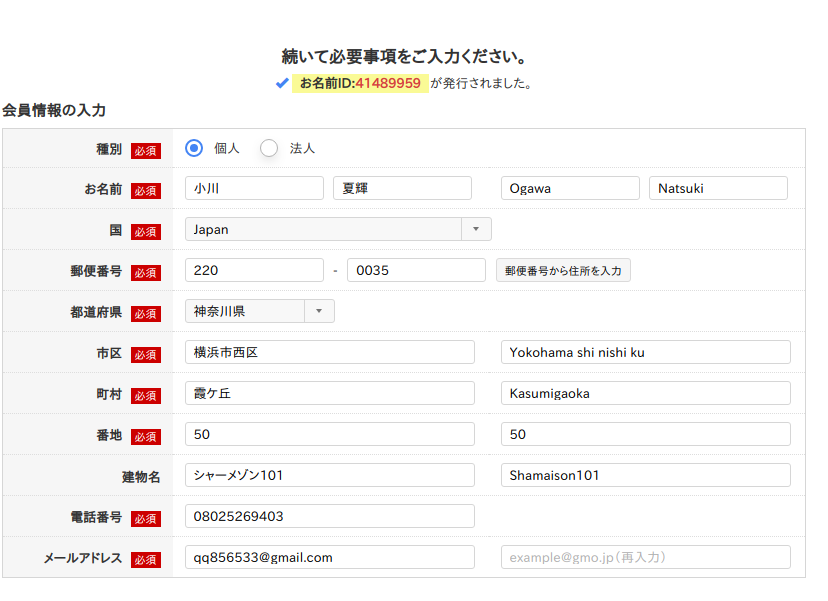 続いて必要事項をご入力ください。
お名前ID:41489959 が発行されました。
会員情報の入力
種別 必須 個人 法人
お名前 必須 小川 夏輝 Ogawa Natsuki
国 必須 Japan
郵便番号 必須 220 - 0035 郵便番号から住所を入力
都道府県 必須 神奈川県
市区 必須 横浜市西区 Yokohama shi nishi ku
町村 必須 霞ケ丘 Kasumigaoka
番地 必須 50 50
建物名 シャーメゾン101 Shamaison101
電話番号 必須 08025269403
メールアドレス 必須 qq856533@gmail.com example@gmo.jp（再入力）